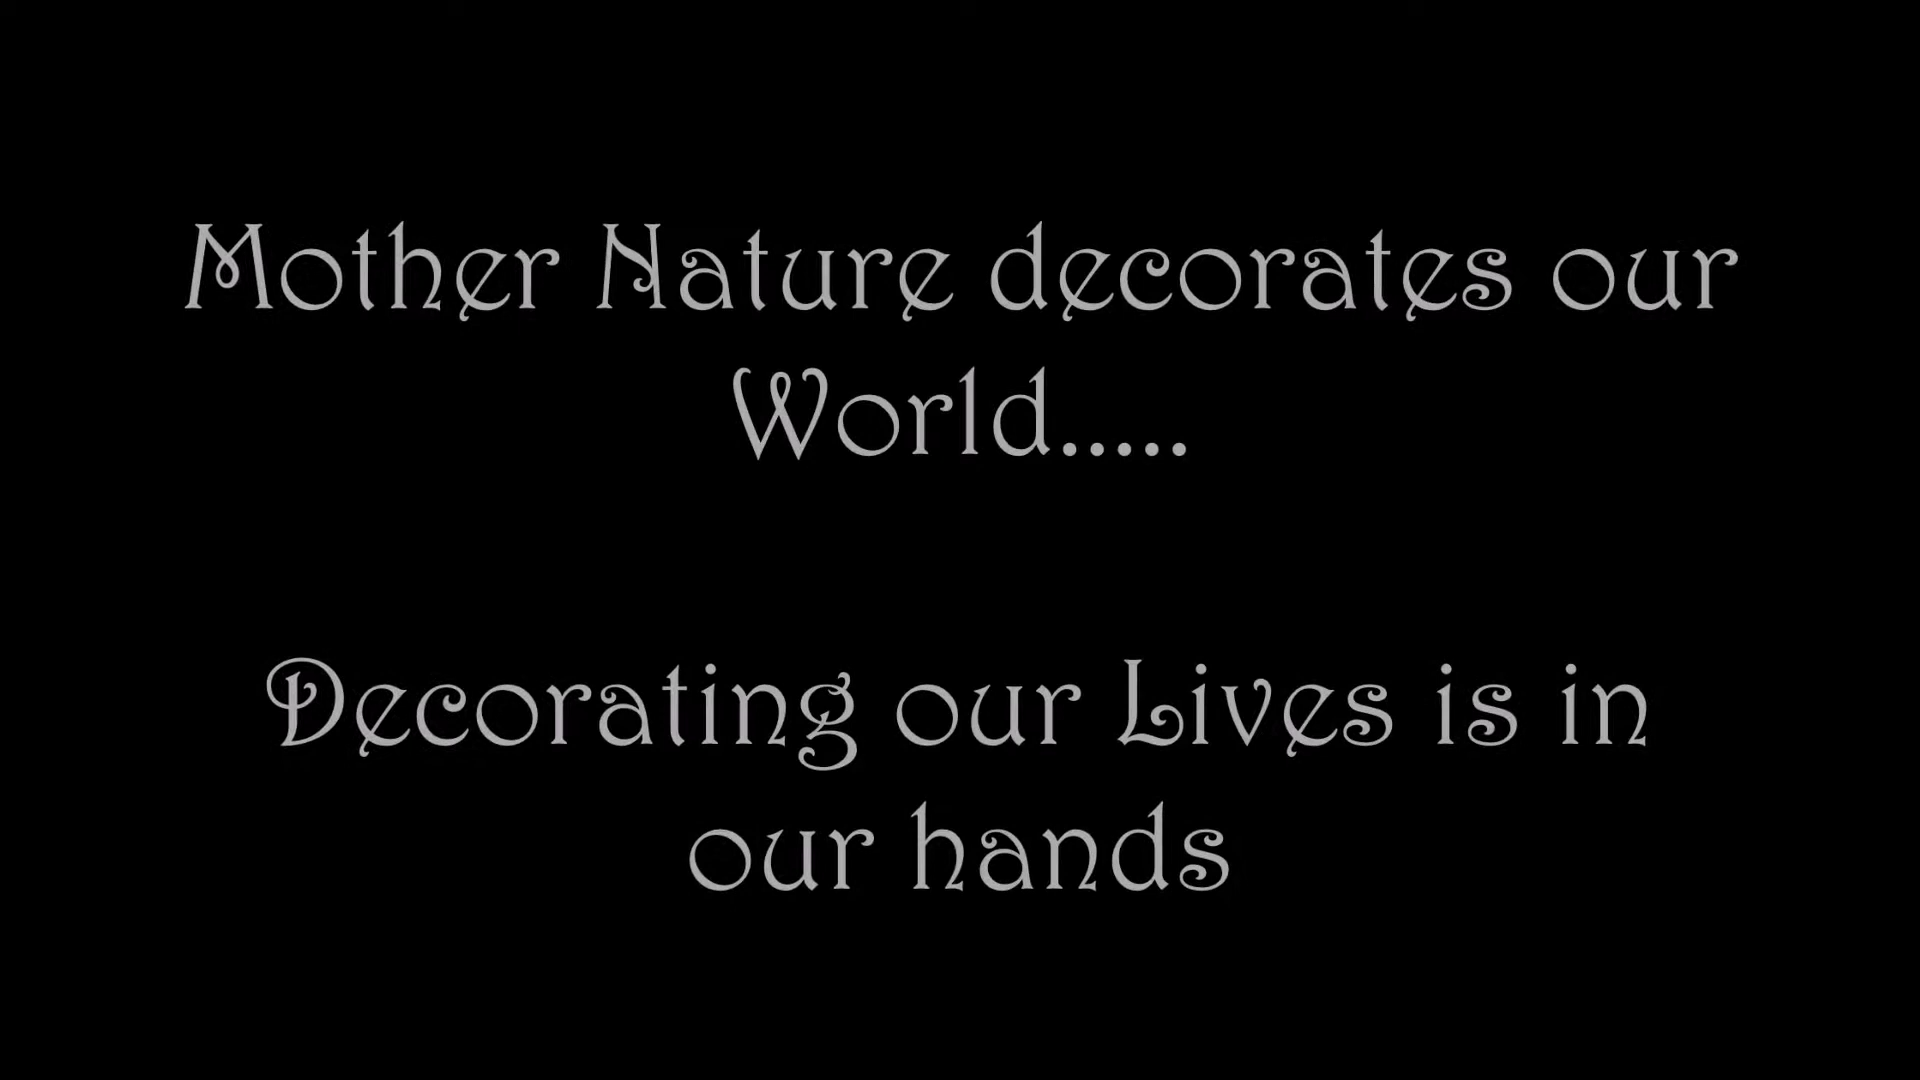 Mother Nature decorates our
World.....
Decorating our Lives is in
our hands